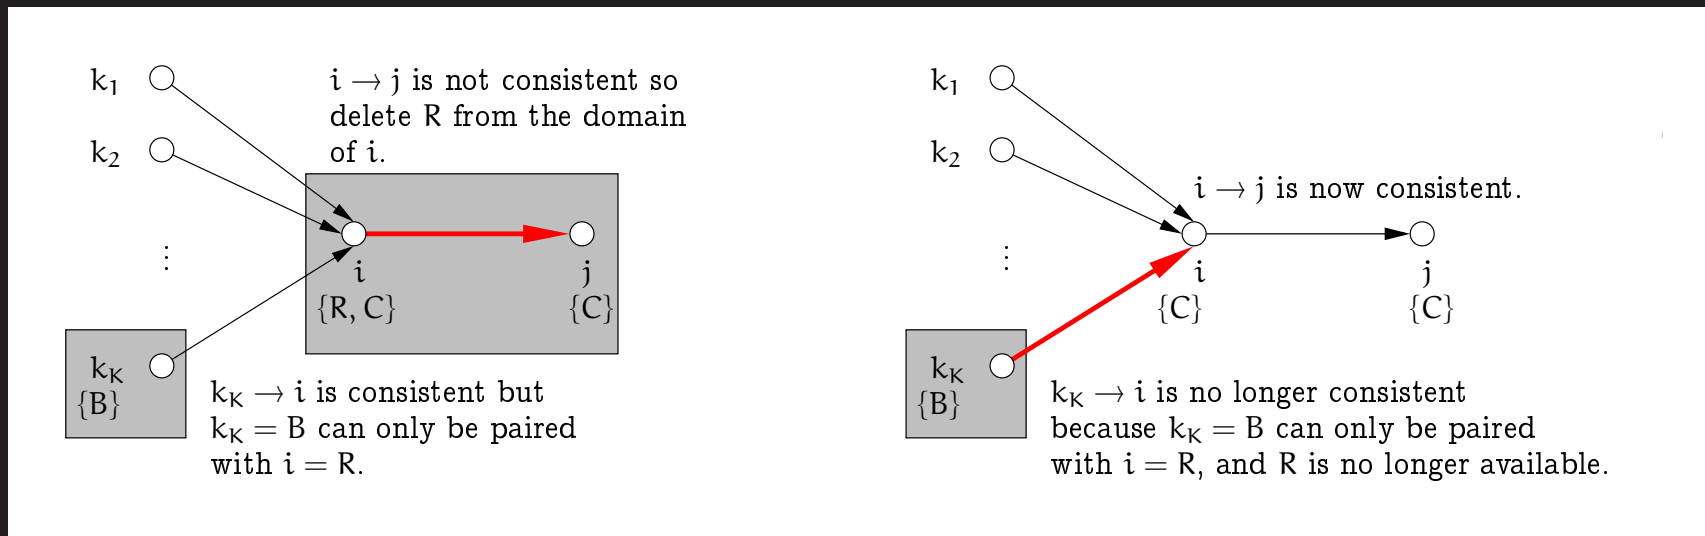 k₁
i → j is not consistent so
delete R from the domain
of i.
k₂
⋮
i
{R, C}
j
{C}
k_K
{B}
k_K → i is consistent but
k_K = B can only be paired
with i = R.
k₁
k₂
i → j is now consistent.
⋮
i
{C}
j
{C}
k_K
{B}
k_K → i is no longer consistent
because k_K = B can only be paired
with i = R, and R is no longer available.